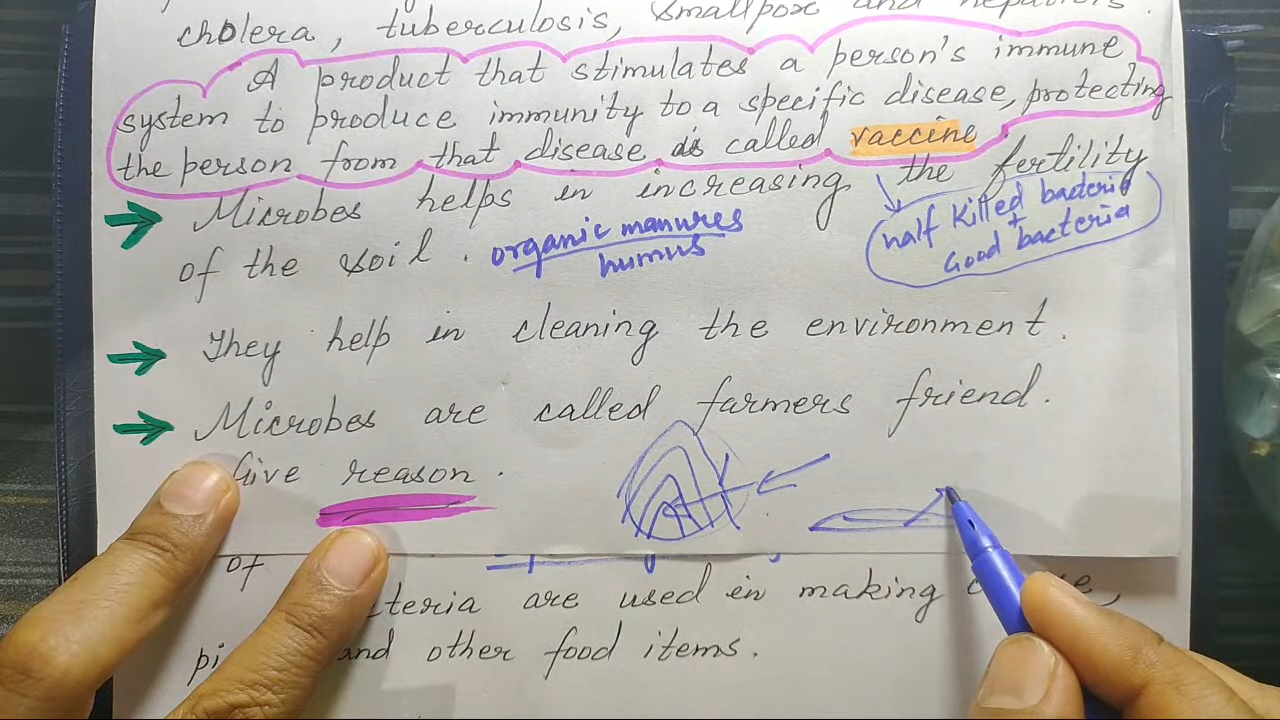 cholera, tuberculosis, smallpox and hepatitis.
A product that stimulates a person's immune
system to produce immunity to a specific disease, protecting
the person from that disease is called vaccine
Microbes helps in increasing the fertility
of the soil. organic manures
humus
half killed bacteria
+
Good bacteria
They help in cleaning the environment.
Microbes are called farmers friend.
Give reason.
of
are used in making
and other food items.